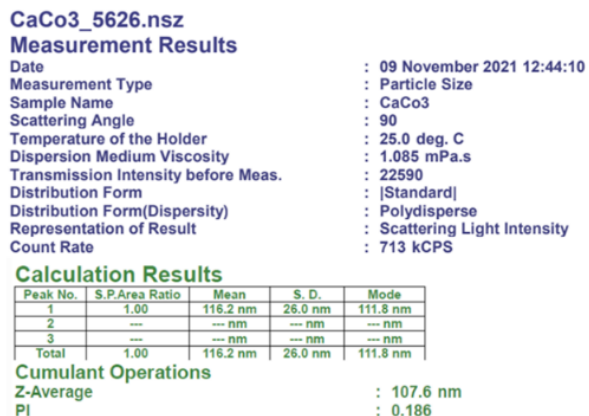 CaCo3_5626.nsz
Measurement Results
Date : 09 November 2021 12:44:10
Measurement Type : Particle Size
Sample Name : CaCo3
Scattering Angle : 90
Temperature of the Holder : 25.0 deg. C
Dispersion Medium Viscosity : 1.085 mPa.s
Transmission Intensity before Meas. : 22590
Distribution Form : |Standard|
Distribution Form(Dispersity) : Polydisperse
Representation of Result : Scattering Light Intensity
Count Rate : 713 kCPS
Calculation Results
Peak No. S.P.Area Ratio Mean S. D. Mode
1 1.00 116.2 nm 26.0 nm 111.8 nm
2 --- --- nm --- nm --- nm
3 --- --- nm --- nm --- nm
Total 1.00 116.2 nm 26.0 nm 111.8 nm
Cumulant Operations
Z-Average : 107.6 nm
PI : 0.186